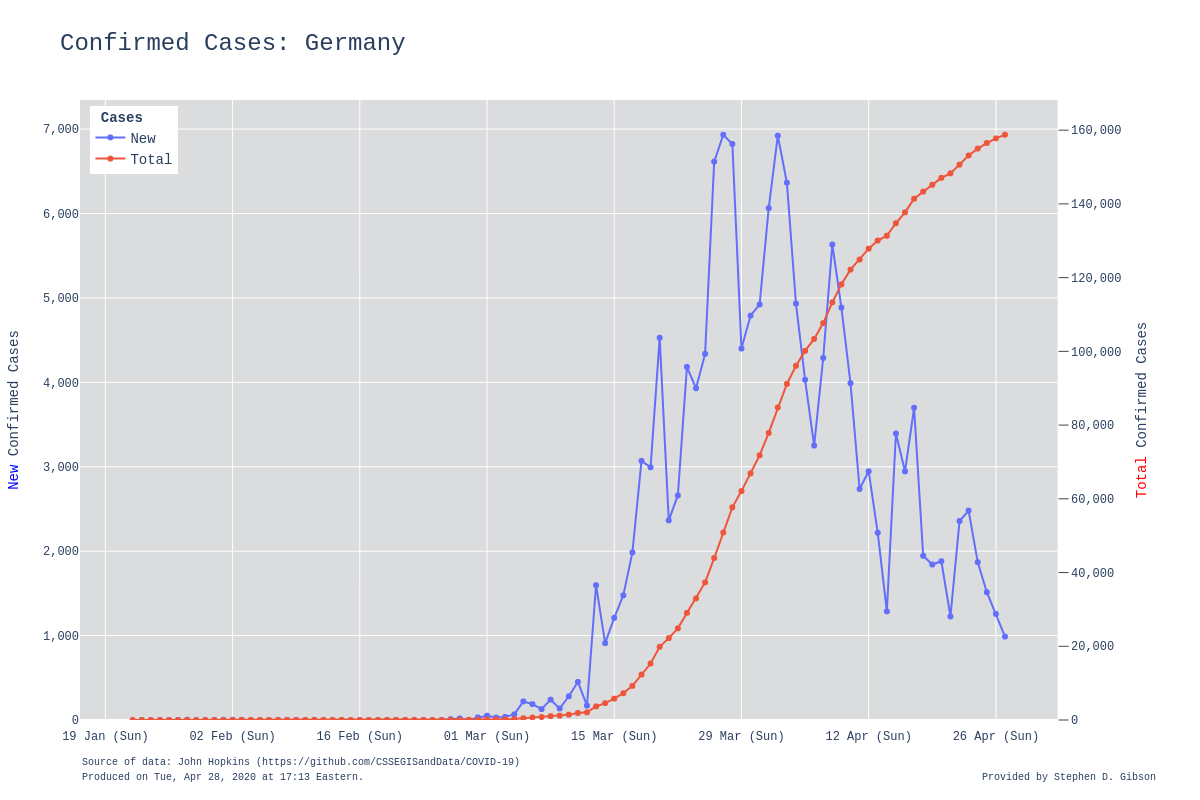 Confirmed Cases: Germany
Cases
New
Total
7,000
6,000
5,000
4,000
3,000
2,000
1,000
0
160,000
140,000
120,000
100,000
80,000
60,000
40,000
20,000
0
New Confirmed Cases
Total Confirmed Cases
19 Jan (Sun) 02 Feb (Sun) 16 Feb (Sun) 01 Mar (Sun) 15 Mar (Sun) 29 Mar (Sun) 12 Apr (Sun) 26 Apr (Sun)
Source of data: John Hopkins (https://github.com/CSSEGISandData/COVID-19)
Produced on Tue, Apr 28, 2020 at 17:13 Eastern.
Provided by Stephen D. Gibson